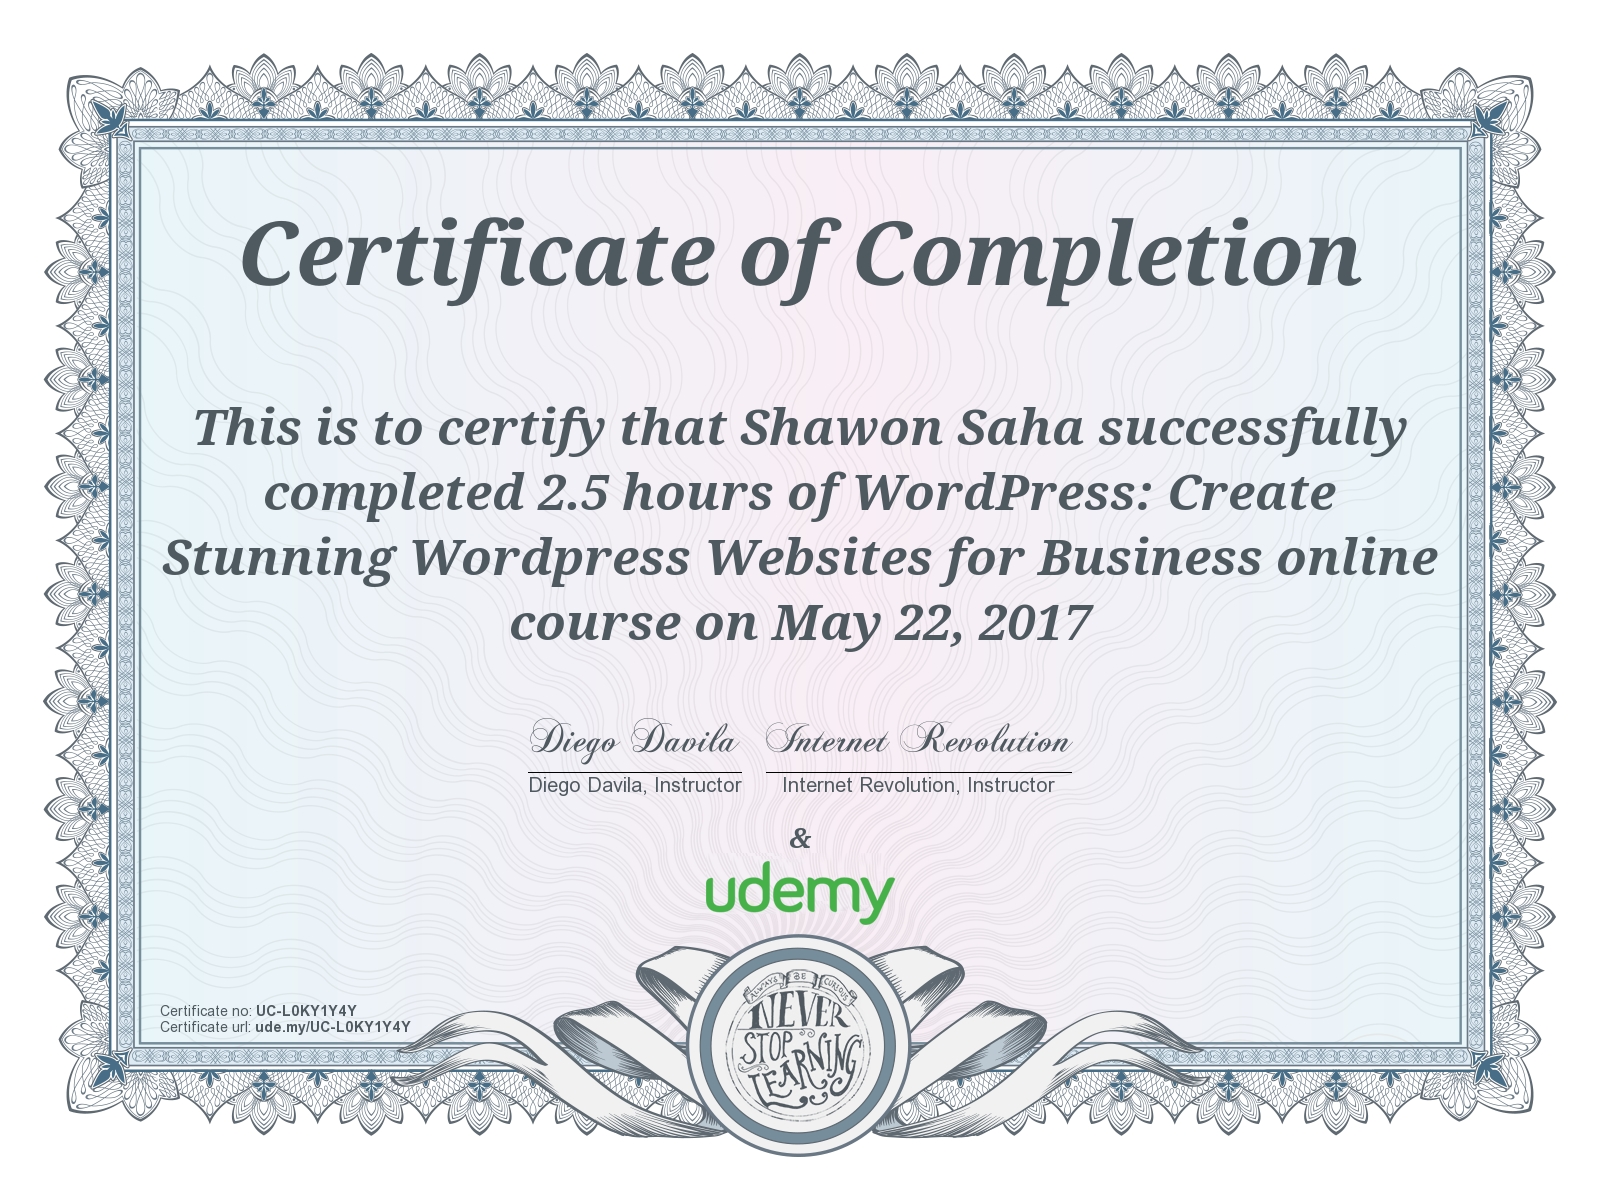 Certificate of Completion
This is to certify that Shawon Saha successfully
completed 2.5 hours of WordPress: Create
Stunning Wordpress Websites for Business online
course on May 22, 2017
Diego Davila Internet Revolution
Diego Davila, Instructor Internet Revolution, Instructor
&
udemy
ALWAYS BE CURIOUS
NEVER
STOP
LEARNING
Certificate no: UC-L0KY1Y4Y
Certificate url: ude.my/UC-L0KY1Y4Y